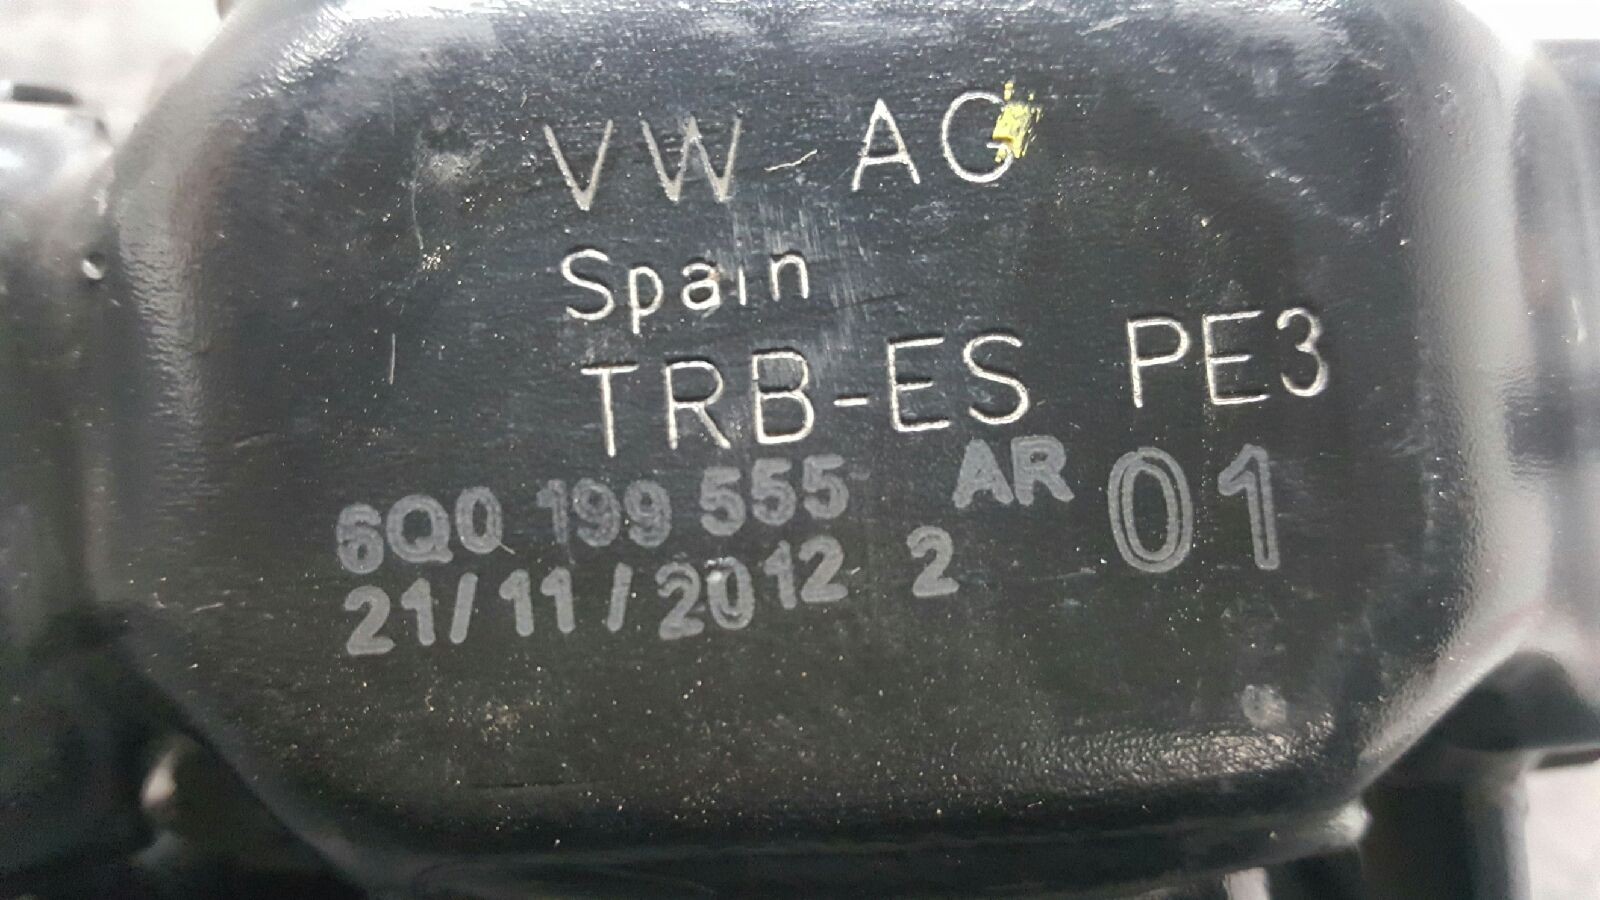 VW AG
Spain
TRB-ES PE3
6Q0 199 555 AR 01
21/11/2012 2